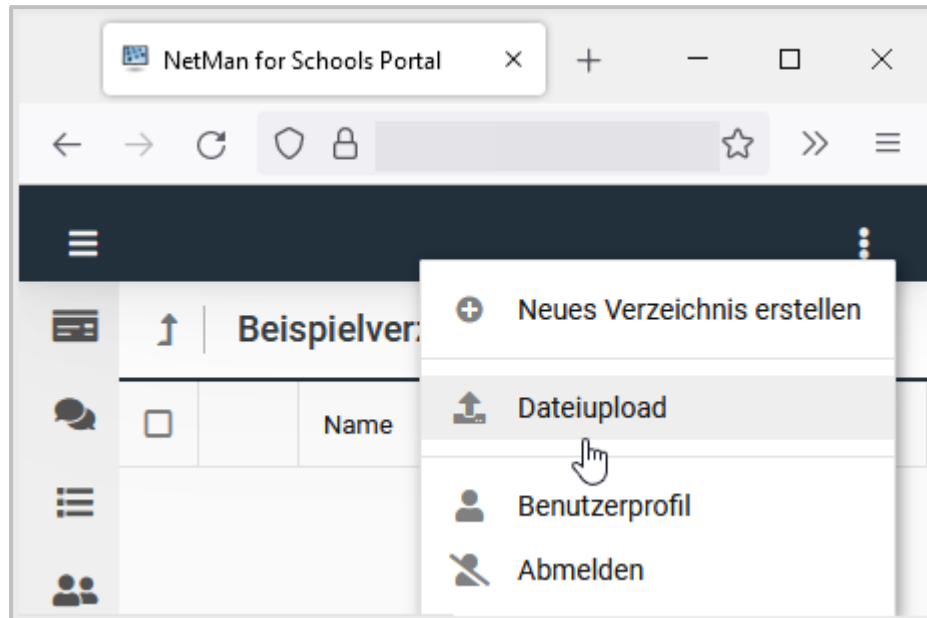 NetMan for Schools Portal
Neues Verzeichnis erstellen
Beispielverz
Name
Dateiupload
Benutzerprofil
Abmelden